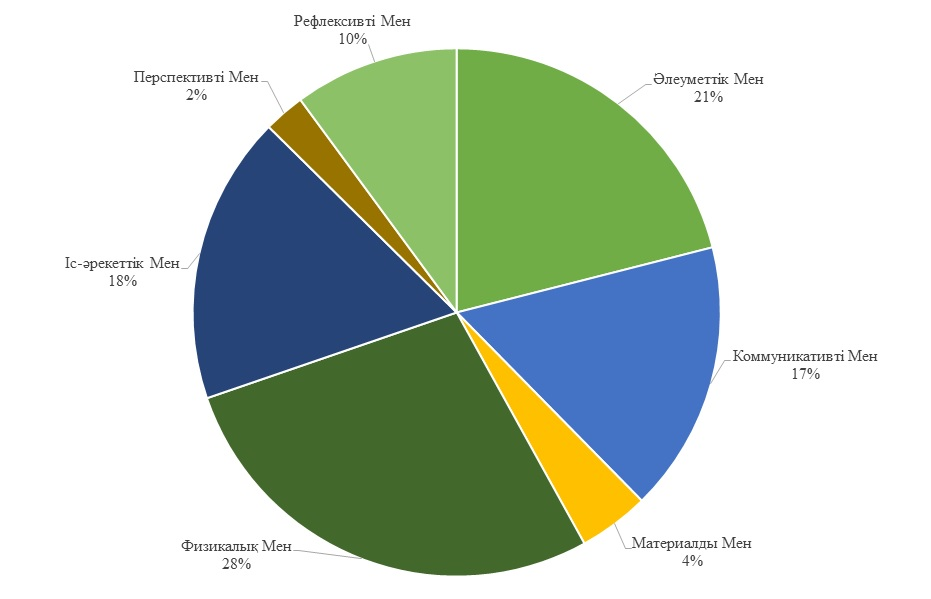 Рефлексивті Мен
10%
Әлеуметтік Мен
21%
Перспективті Мен
2%
Іс-әрекеттік Мен
18%
Коммуникативті Мен
17%
Физикалық Мен
28%
Материалды Мен
4%